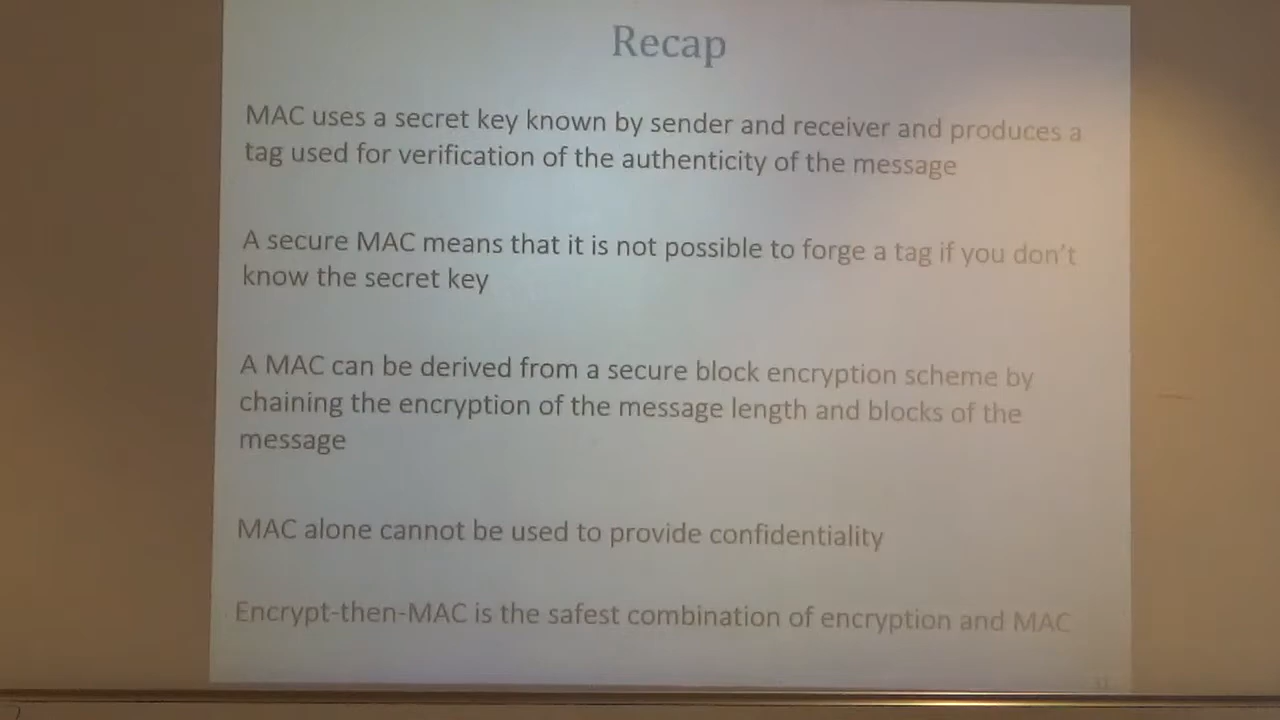 Recap
MAC uses a secret key known by sender and receiver and produces a
tag used for verification of the authenticity of the message
A secure MAC means that it is not possible to forge a tag if you don't
know the secret key
A MAC can be derived from a secure block encryption scheme by
chaining the encryption of the message length and blocks of the
message
MAC alone cannot be used to provide confidentiality
Encrypt-then-MAC is the safest combination of encryption and MAC